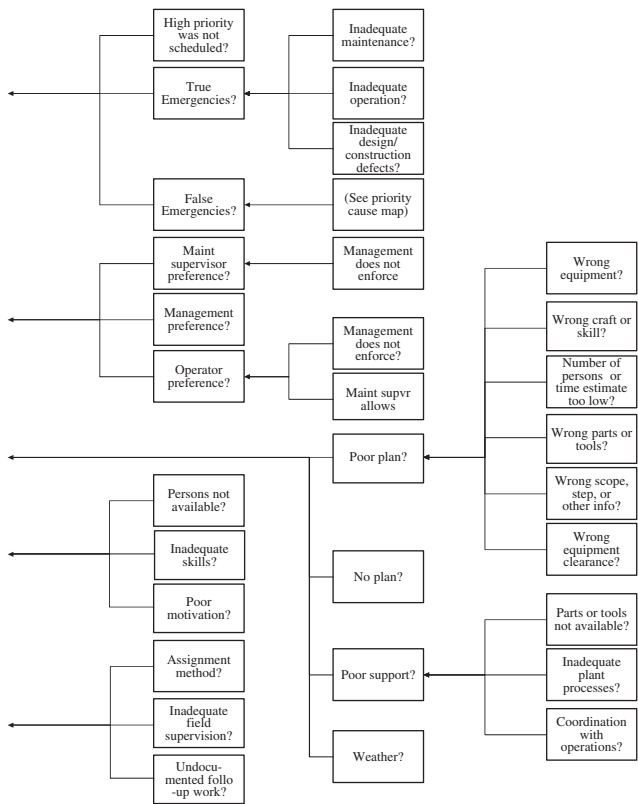 High priority
was not
scheduled?
True
Emergencies?
False
Emergencies?
Inadequate
maintenance?
Inadequate
operation?
Inadequate
design/
construction
defects?
(See priority
cause map)
Maint
supervisor
preference?
Management
preference?
Operator
preference?
Management
does not
enforce
Management
does not
enforce?
Maint supvr
allows
Poor plan?
No plan?
Poor support?
Weather?
Wrong
equipment?
Wrong craft or
skill?
Number of
persons or
time estimate
too low?
Wrong parts or
tools?
Wrong scope,
step, or
other info?
Wrong
equipment
clearance?
Parts or tools
not available?
Inadequate
plant
processes?
Coordination
with
operations?
Persons not
available?
Inadequate
skills?
Poor
motivation?
Assignment
method?
Inadequate
field
supervision?
Undocu-
mented follo
-up work?